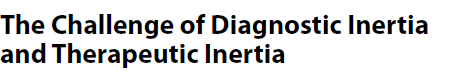 The Challenge of Diagnostic Inertia
and Therapeutic Inertia